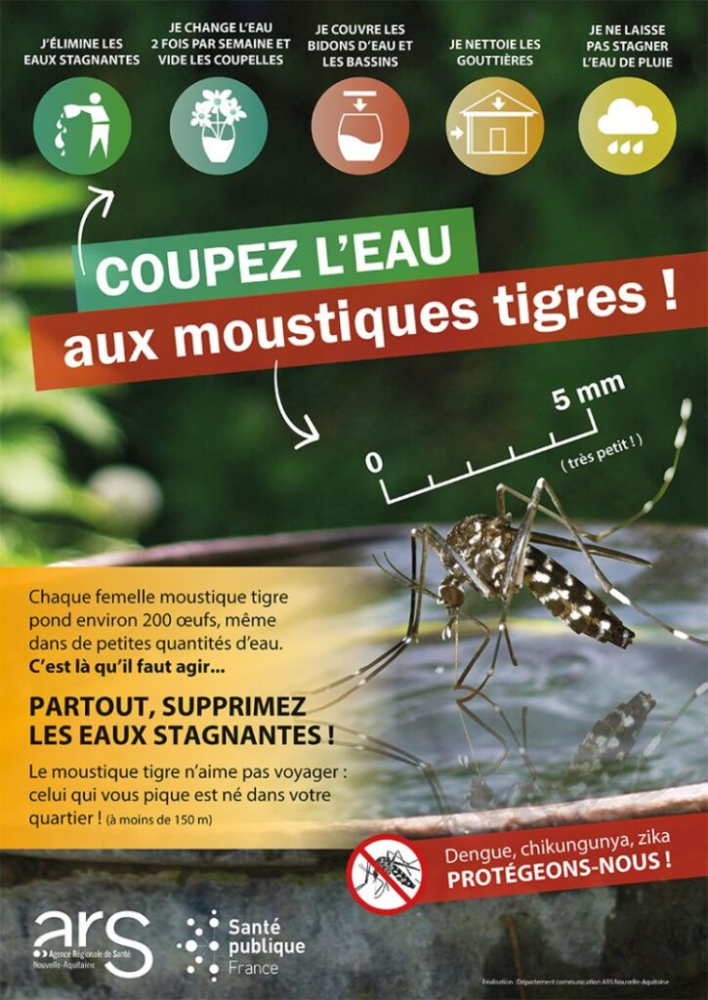 J'ÉLIMINE LES
EAUX STAGNANTES
JE CHANGE L'EAU
2 FOIS PAR SEMAINE ET
VIDE LES COUPELLES
JE COUVRE LES
BIDONS D'EAU ET
LES BASSINS
JE NETTOIE LES
GOUTTIÈRES
JE NE LAISSE
PAS STAGNER
L'EAU DE PLUIE
COUPEZ L'EAU
aux moustiques tigres !
0
5 mm
( très petit ! )
Chaque femelle moustique tigre
pond environ 200 œufs, même
dans de petites quantités d'eau.
C'est là qu'il faut agir...
PARTOUT, SUPPRIMEZ
LES EAUX STAGNANTES !
Le moustique tigre n'aime pas voyager :
celui qui vous pique est né dans votre
quartier ! (à moins de 150 m)
Dengue, chikungunya, zika
PROTÉGEONS-NOUS !
ars
Agence Régionale de Santé
Nouvelle-Aquitaine
Santé
publique
France
Réalisation : Département communication ARS Nouvelle-Aquitaine